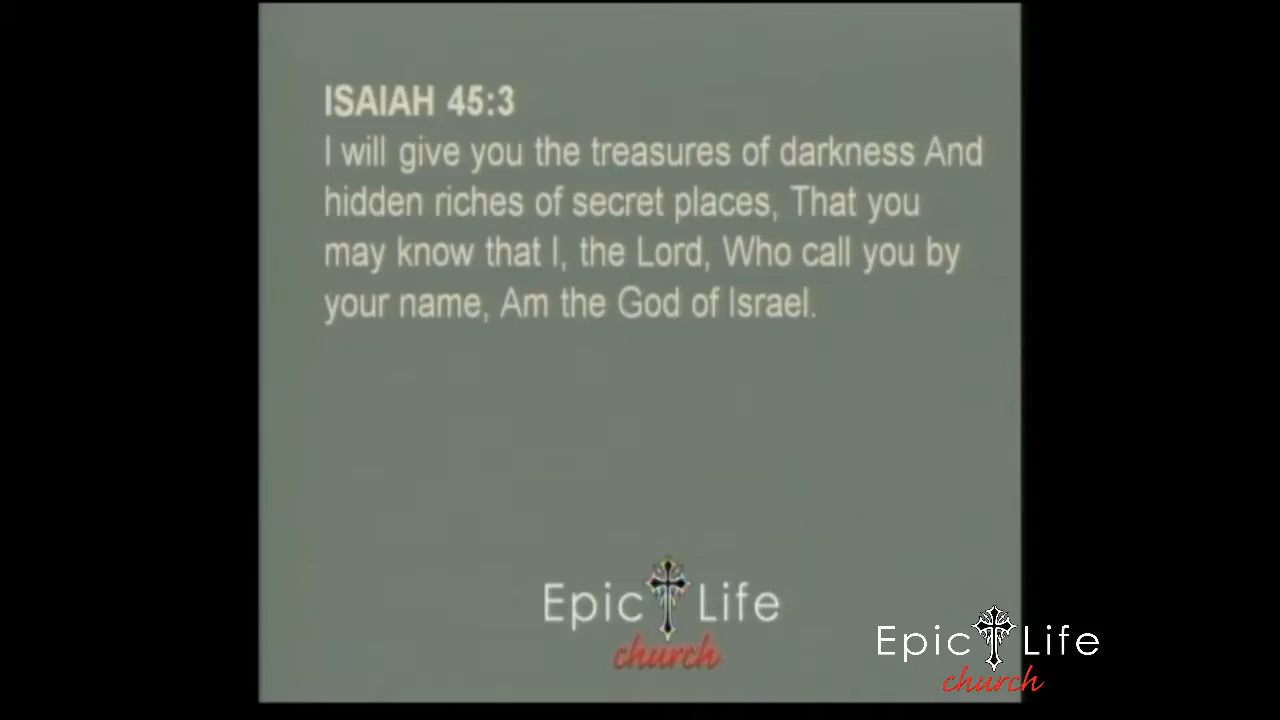 ISAIAH 45:3
I will give you the treasures of darkness And
hidden riches of secret places, That you
may know that I, the Lord, Who call you by
your name, Am the God of Israel.
Epic Life
church
Epic Life
church